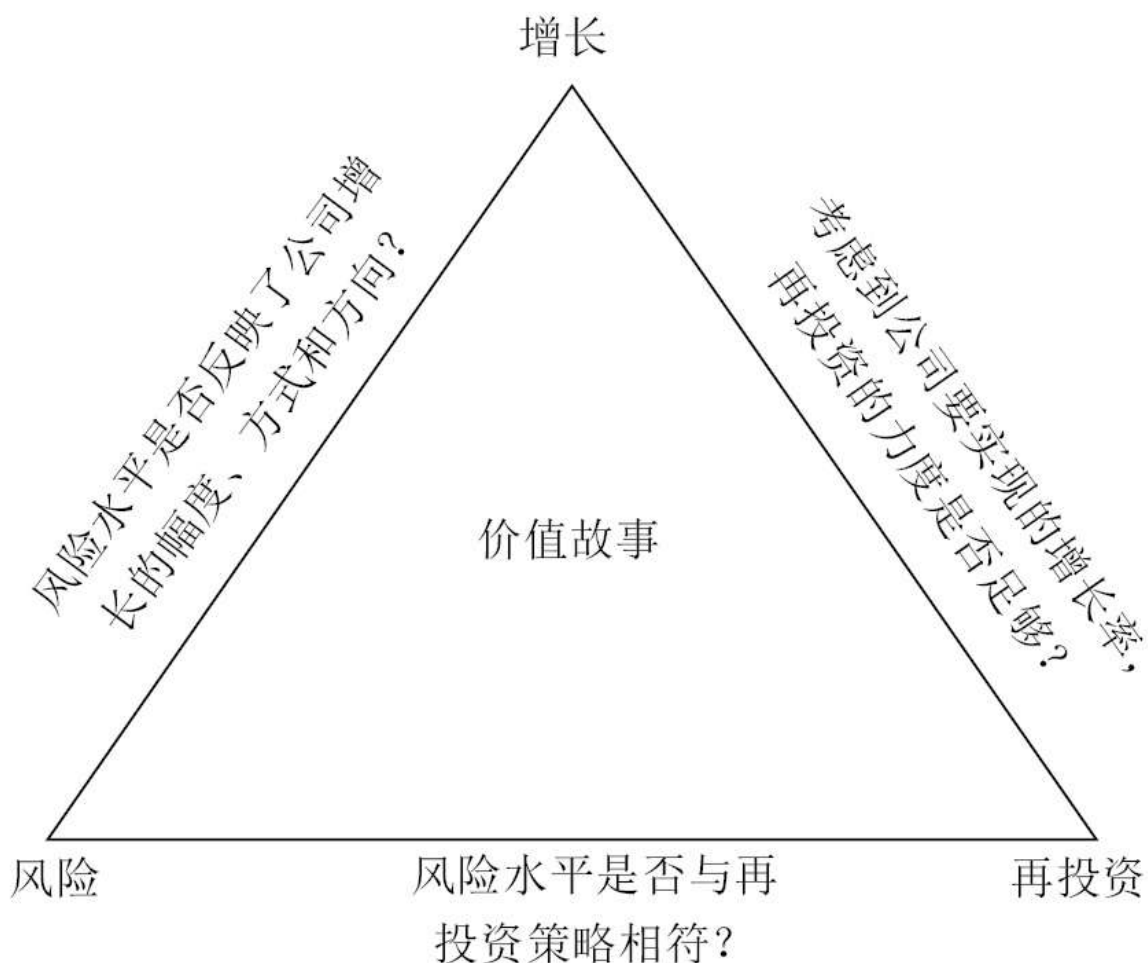 增长
风险水平是否反映了公司增
长的幅度、方式和方向?
考虑到公司要实现的增长率,
再投资的力度是否足够?
价值故事
风险
风险水平是否与再
投资策略相符?
再投资